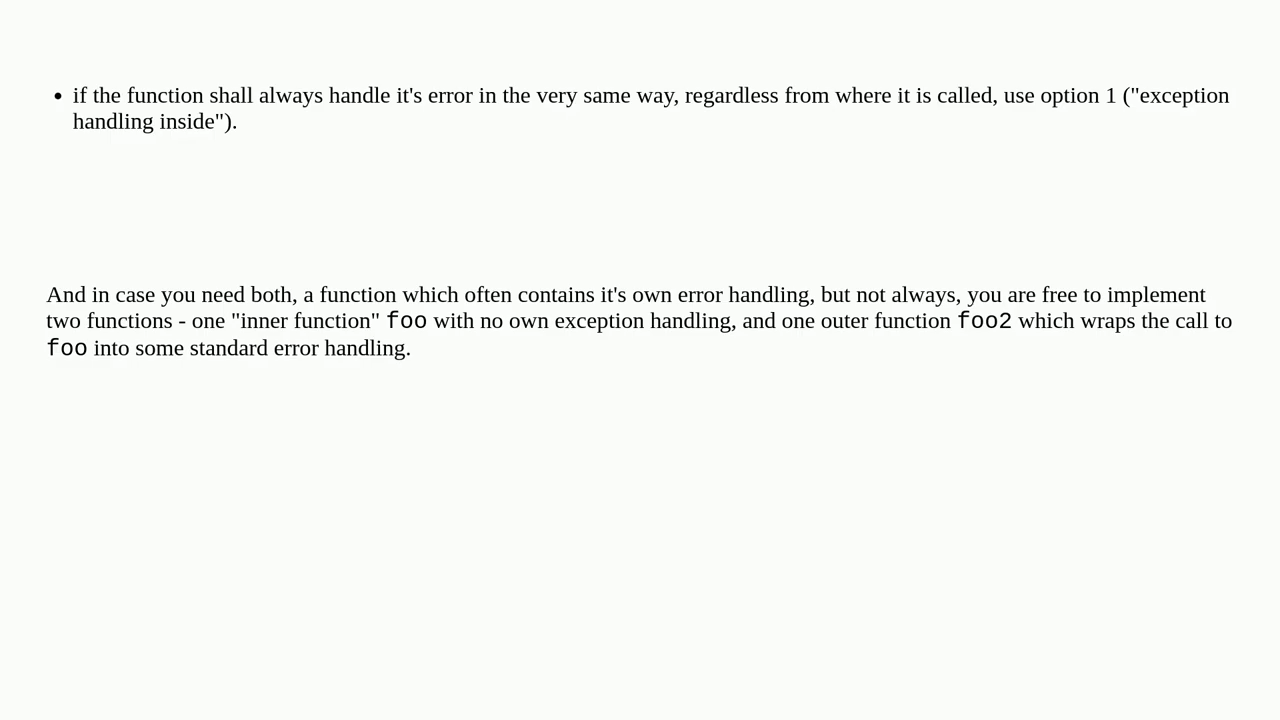 • if the function shall always handle it's error in the very same way, regardless from where it is called, use option 1 ("exception
handling inside").
And in case you need both, a function which often contains it's own error handling, but not always, you are free to implement
two functions - one "inner function" foo with no own exception handling, and one outer function foo2 which wraps the call to
foo into some standard error handling.